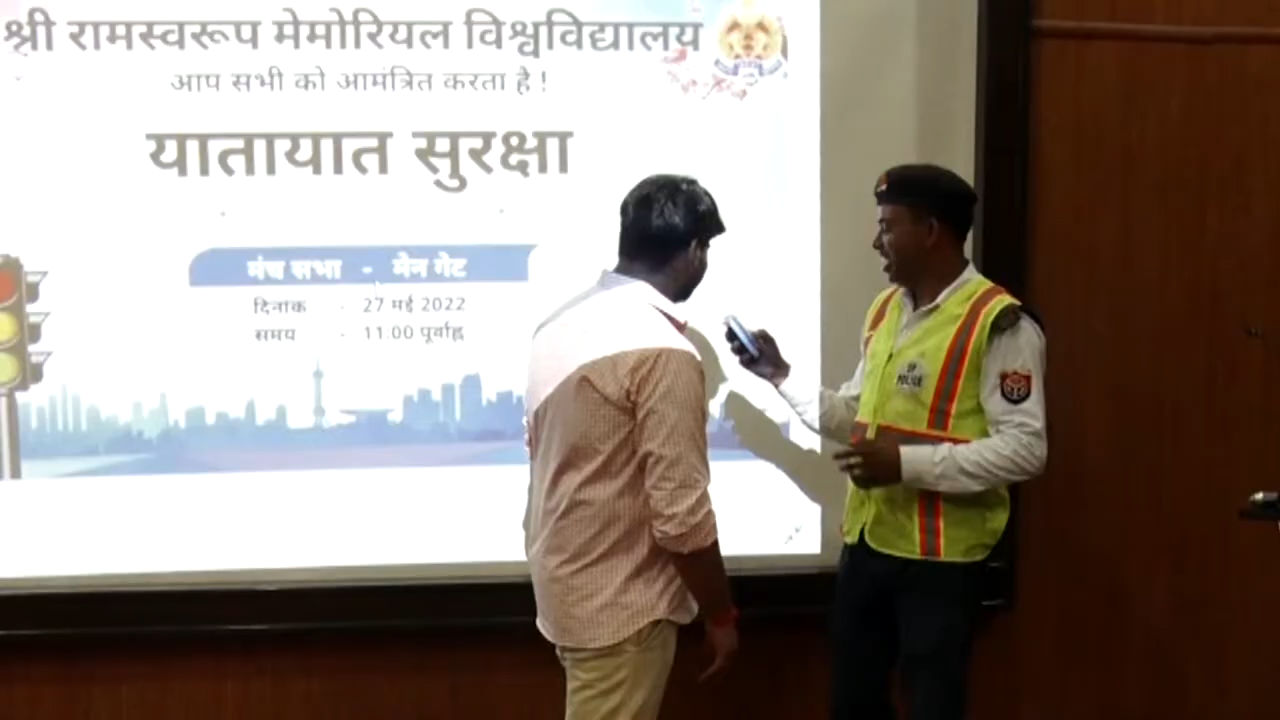 श्री रामस्वरूप मेमोरियल विश्वविद्यालय
आप सभी को आमंत्रित करता है !
यातायात सुरक्षा
मंच सभा - मेन गेट
दिनांक - 27 मई 2022
समय - 11:00 पूर्वाह्न
UP
POLICE